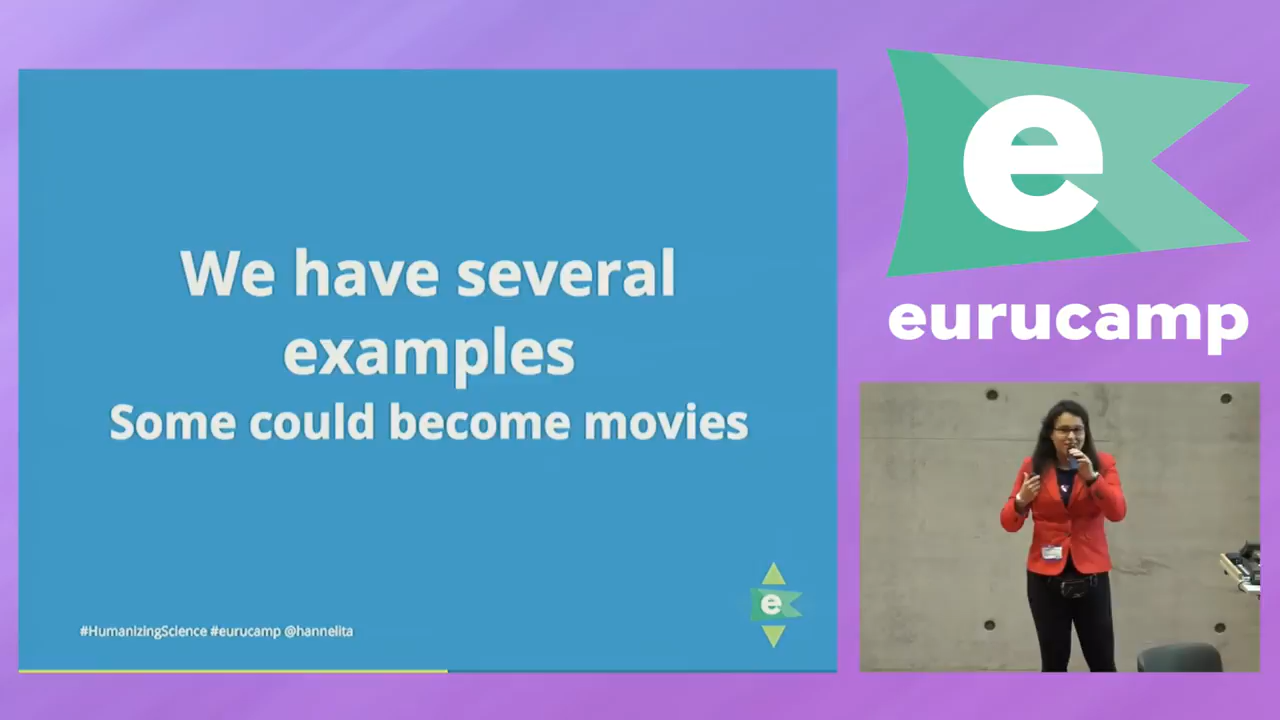 We have several
examples
Some could become movies
#HumanizingScience #eurucamp @hannelita
e
e
eurucamp